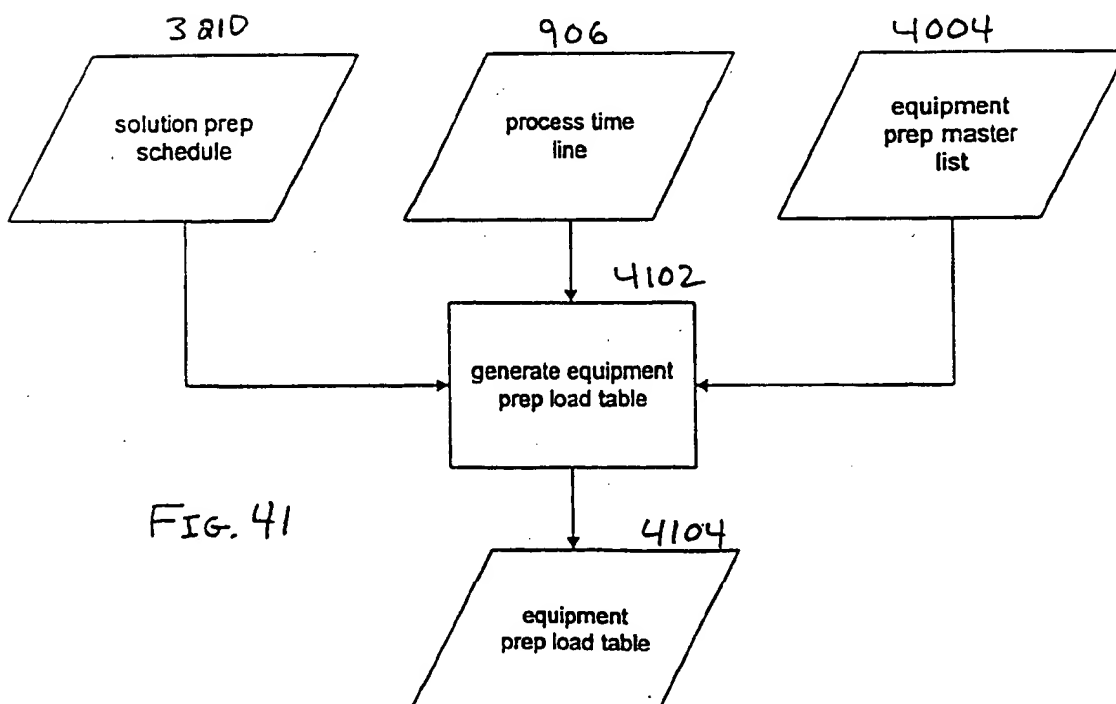 3210
906
4004
solution prep
schedule
process time
line
equipment
prep master
list
4102
generate equipment
prep load table
FIG. 41
4104
equipment
prep load table